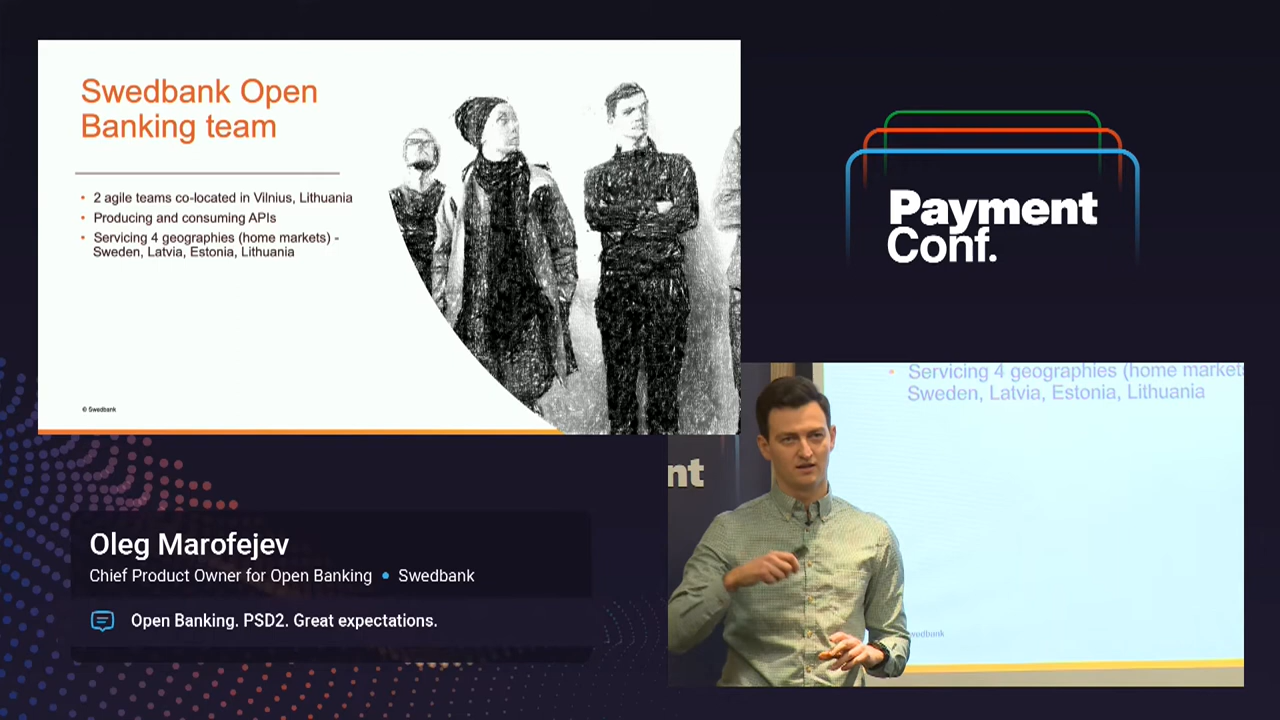 Swedbank Open
Banking team
• 2 agile teams co-located in Vilnius, Lithuania
• Producing and consuming APIs
• Servicing 4 geographies (home markets) -
Sweden, Latvia, Estonia, Lithuania
© Swedbank
Payment
Conf.
• Servicing 4 geographies (home markets
Sweden, Latvia, Estonia, Lithuania
nt
wedbank
Oleg Marofejev
Chief Product Owner for Open Banking • Swedbank
Open Banking. PSD2. Great expectations.